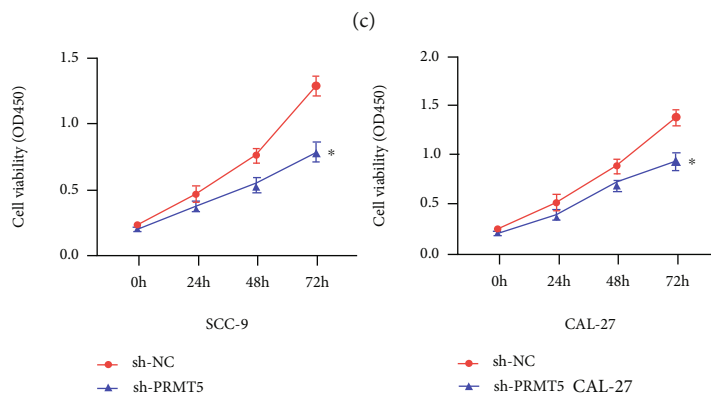 (c)
Cell viability (OD450)
1.5
1.0
0.5
0.0
0h 24h 48h 72h
*
SCC-9
sh-NC
sh-PRMT5
Cell viability (OD450)
2.0
1.5
1.0
0.5
0.0
0h 24h 48h 72h
*
CAL-27
sh-NC
sh-PRMT5 CAL-27